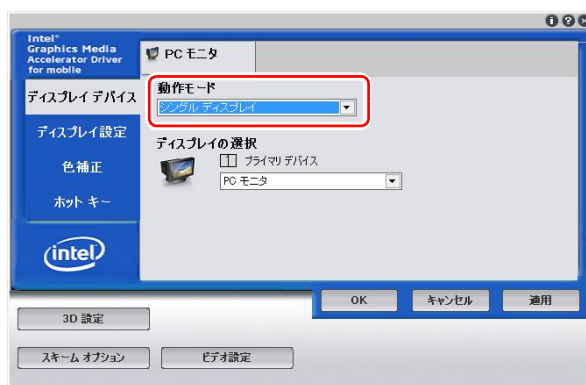 Intel®
Graphics Media
Accelerator Driver
for mobile
PC モニタ
ディスプレイ デバイス
ディスプレイ設定
色補正
ホット キー
intel
動作モード
シングル ディスプレイ
ディスプレイの選択
1 プライマリ デバイス
PC モニタ
OK
キャンセル
適用
3D 設定
スキーム オプション
ビデオ設定